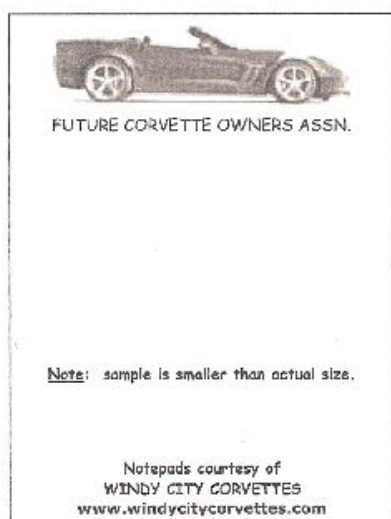 FUTURE CORVETTE OWNERS ASSN.
Note: sample is smaller than actual size.
Notepads courtesy of
WINDY CITY CORVETTES
www.windycitycorvettes.com